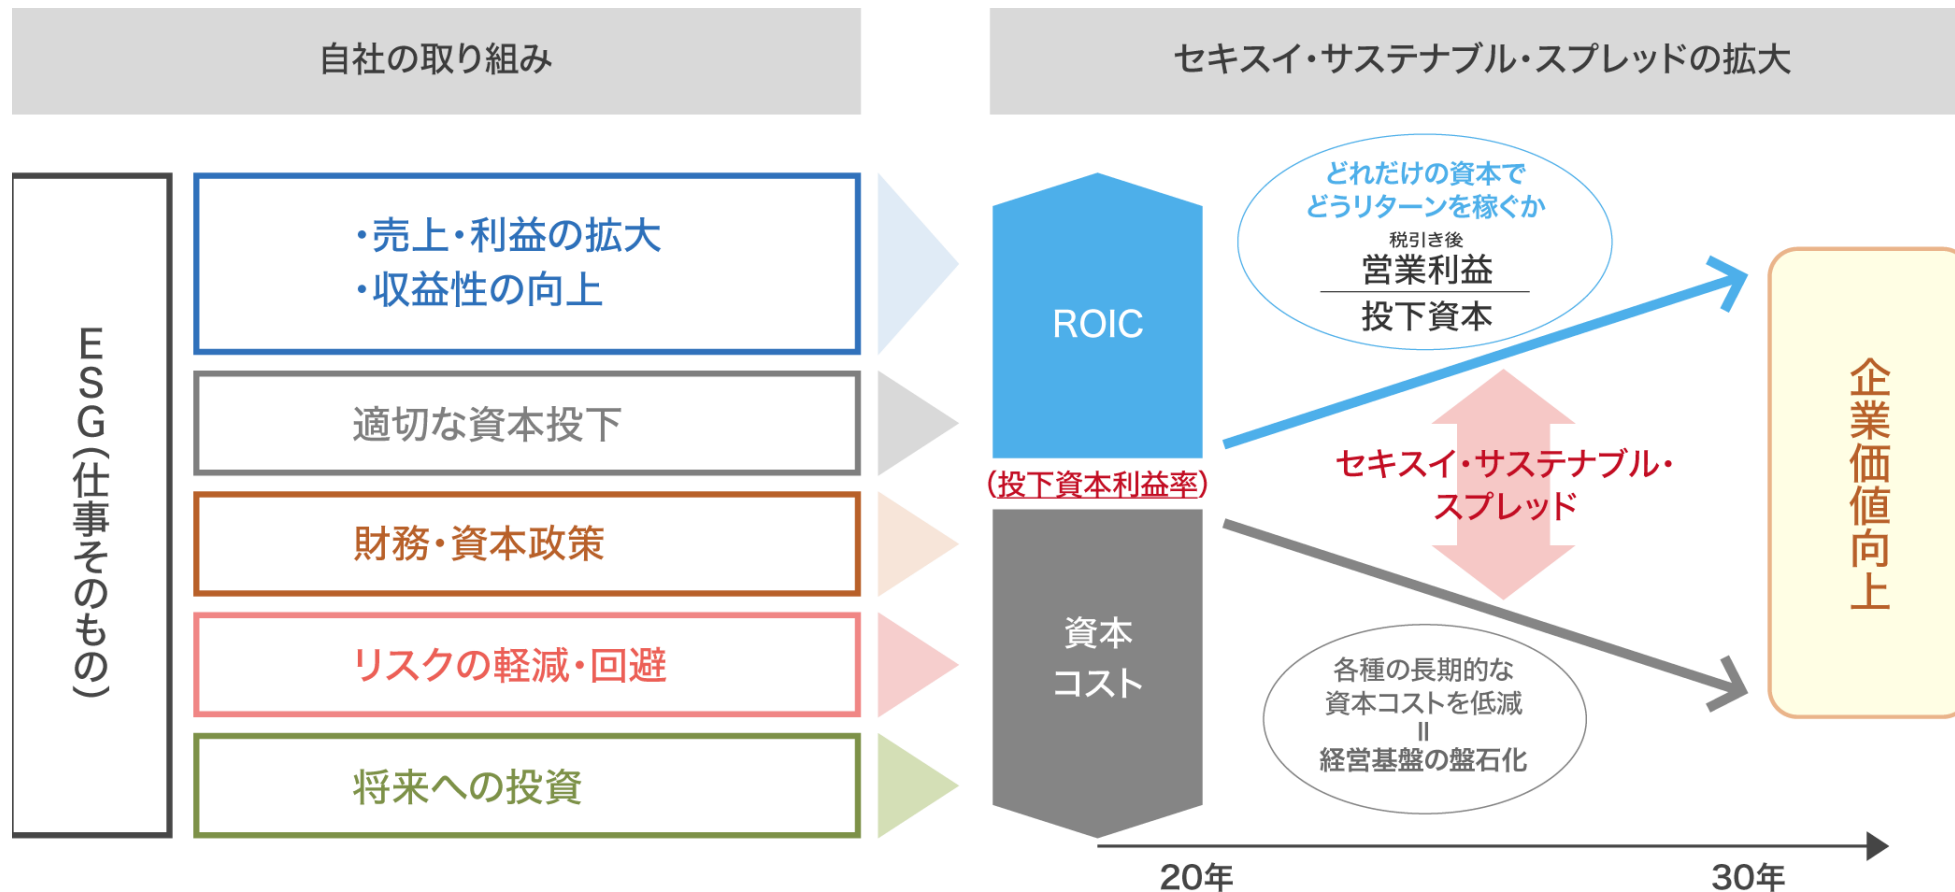 自社の取り組み
セキスイ・サステナブル・スプレッドの拡大
ESG(仕事そのもの)
・売上・利益の拡大
・収益性の向上
適切な資本投下
財務・資本政策
リスクの軽減・回避
将来への投資
ROIC
(投下資本利益率)
資本
コスト
どれだけの資本で
どうリターンを稼ぐか
税引き後
営業利益
投下資本
セキスイ・サステナブル・
スプレッド
各種の長期的な
資本コストを低減
=
経営基盤の盤石化
企業価値向上
20年
30年